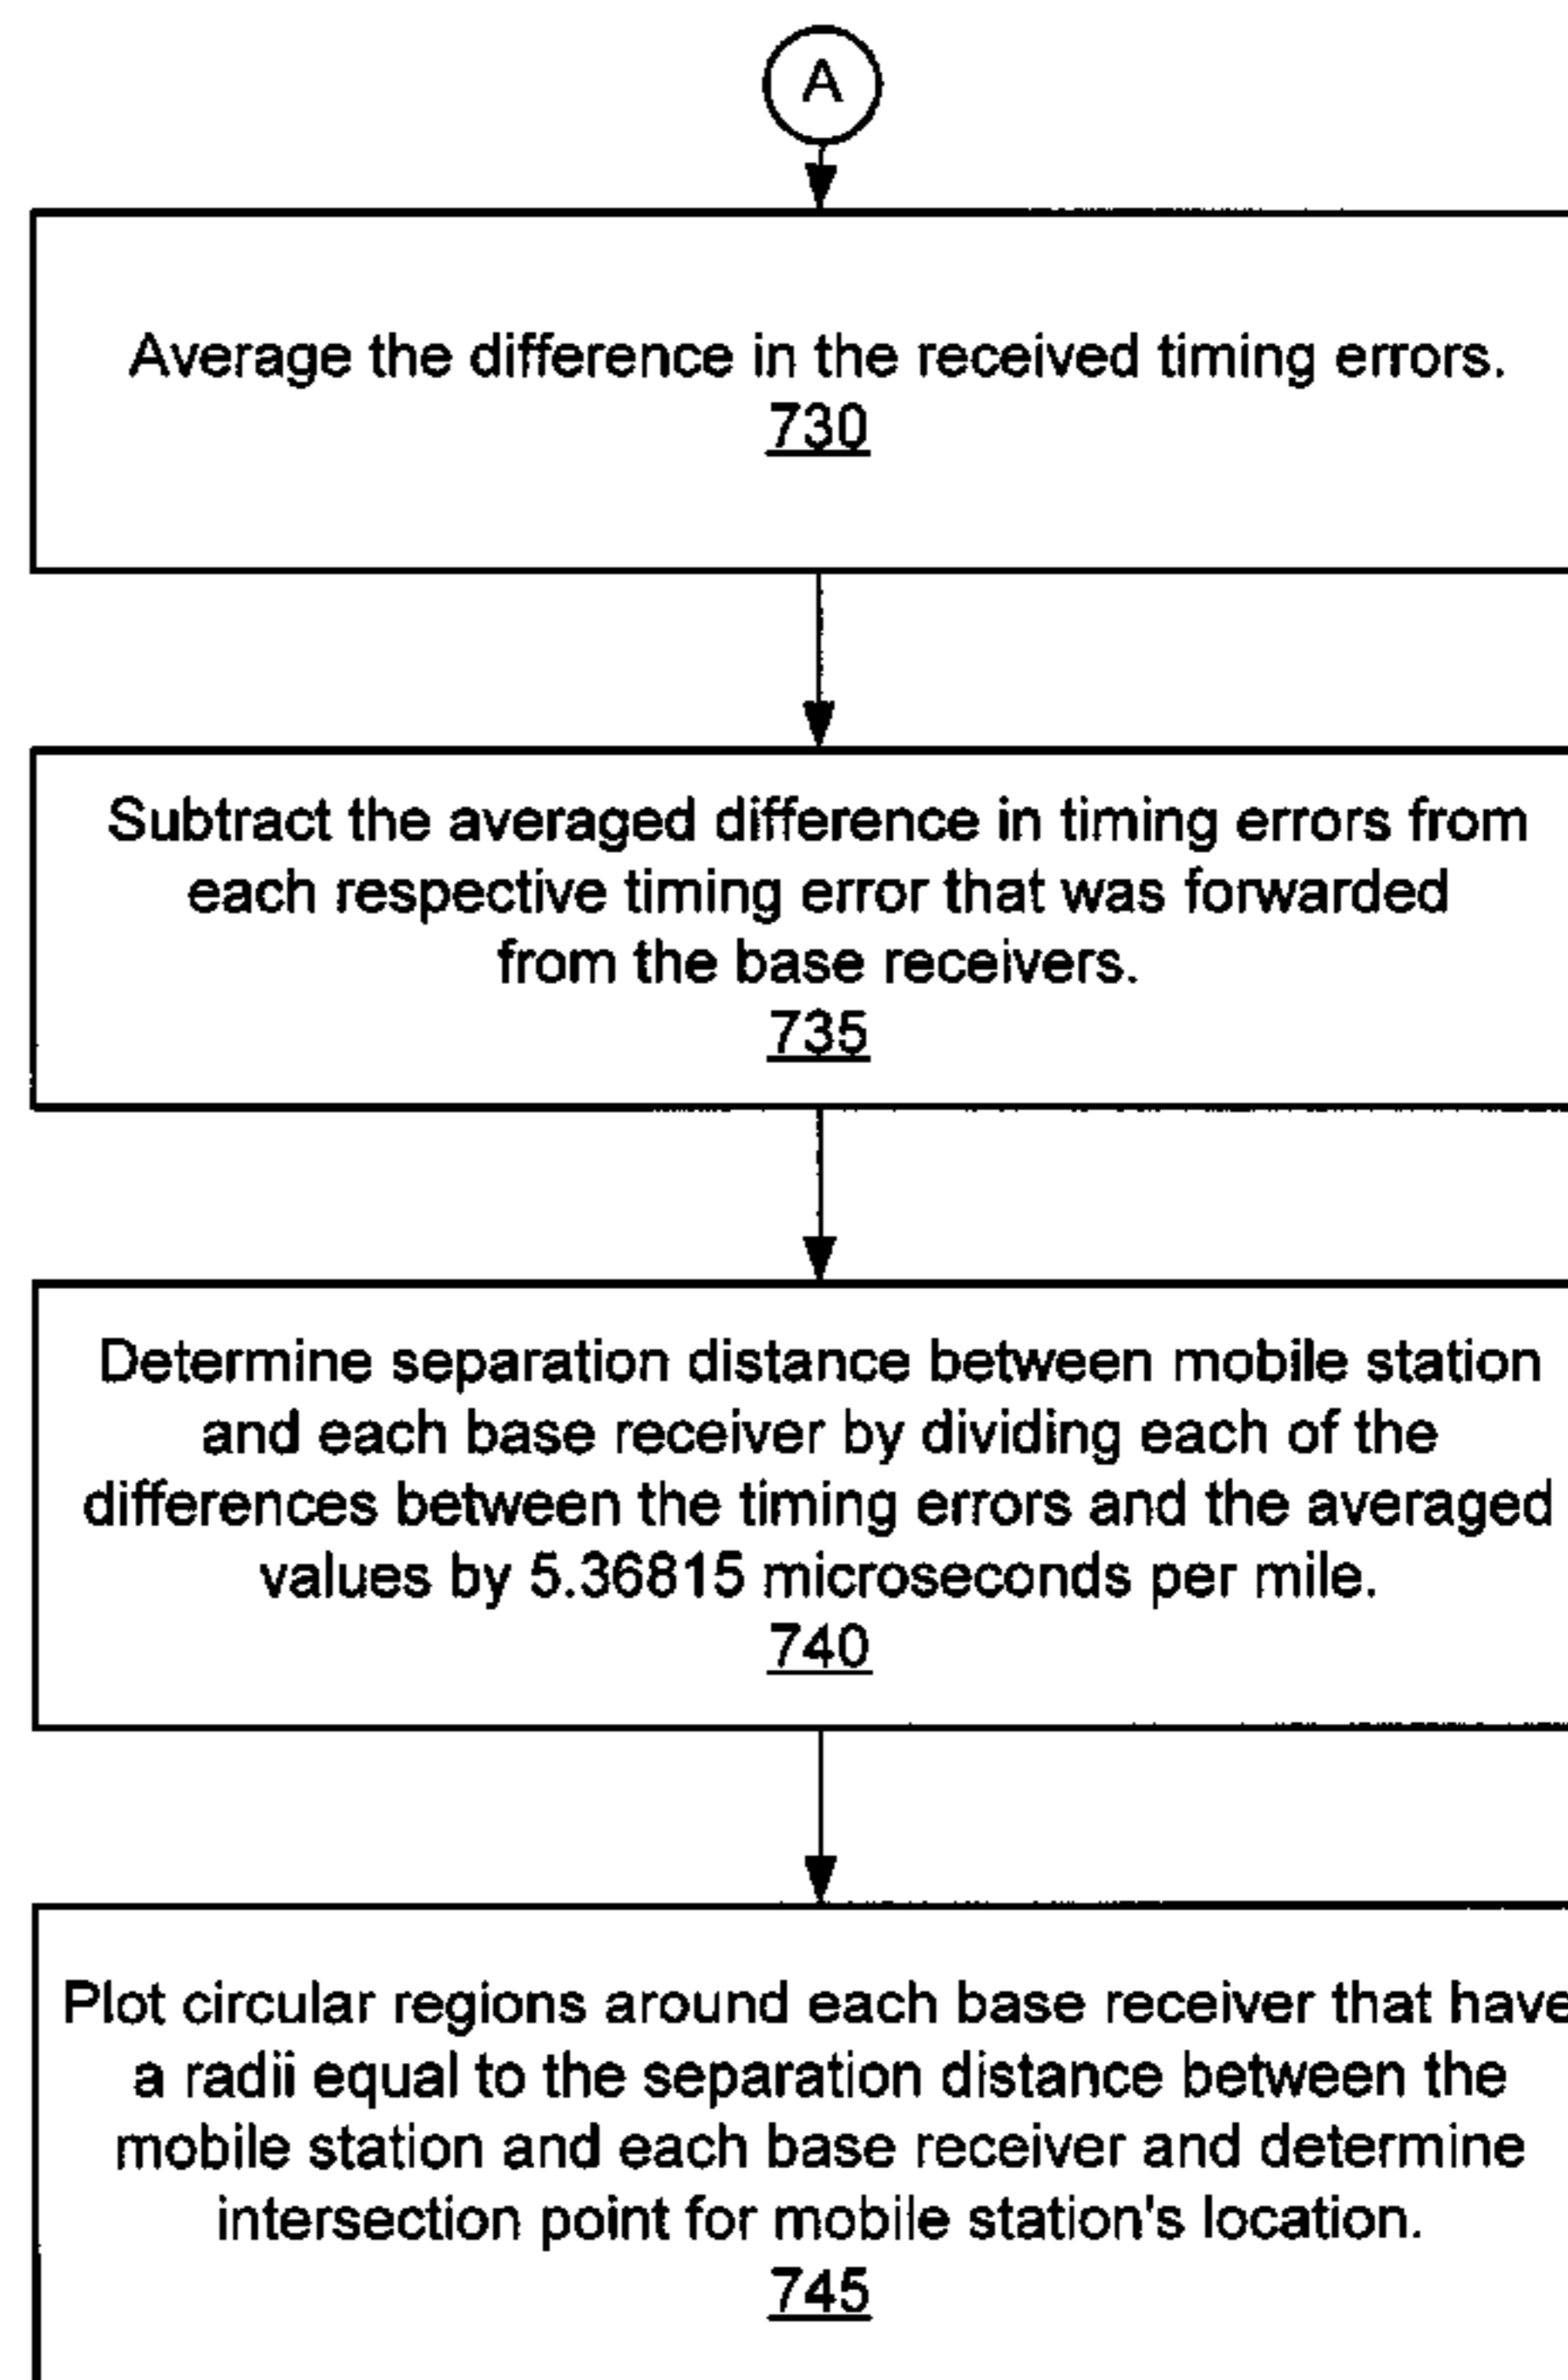 A
Average the difference in the received timing errors.
730
Subtract the averaged difference in timing errors from
each respective timing error that was forwarded
from the base receivers.
735
Determine separation distance between mobile station
and each base receiver by dividing each of the
differences between the timing errors and the averaged
values by 5.36815 microseconds per mile.
740
Plot circular regions around each base receiver that have
a radii equal to the separation distance between the
mobile station and each base receiver and determine
intersection point for mobile station's location.
745